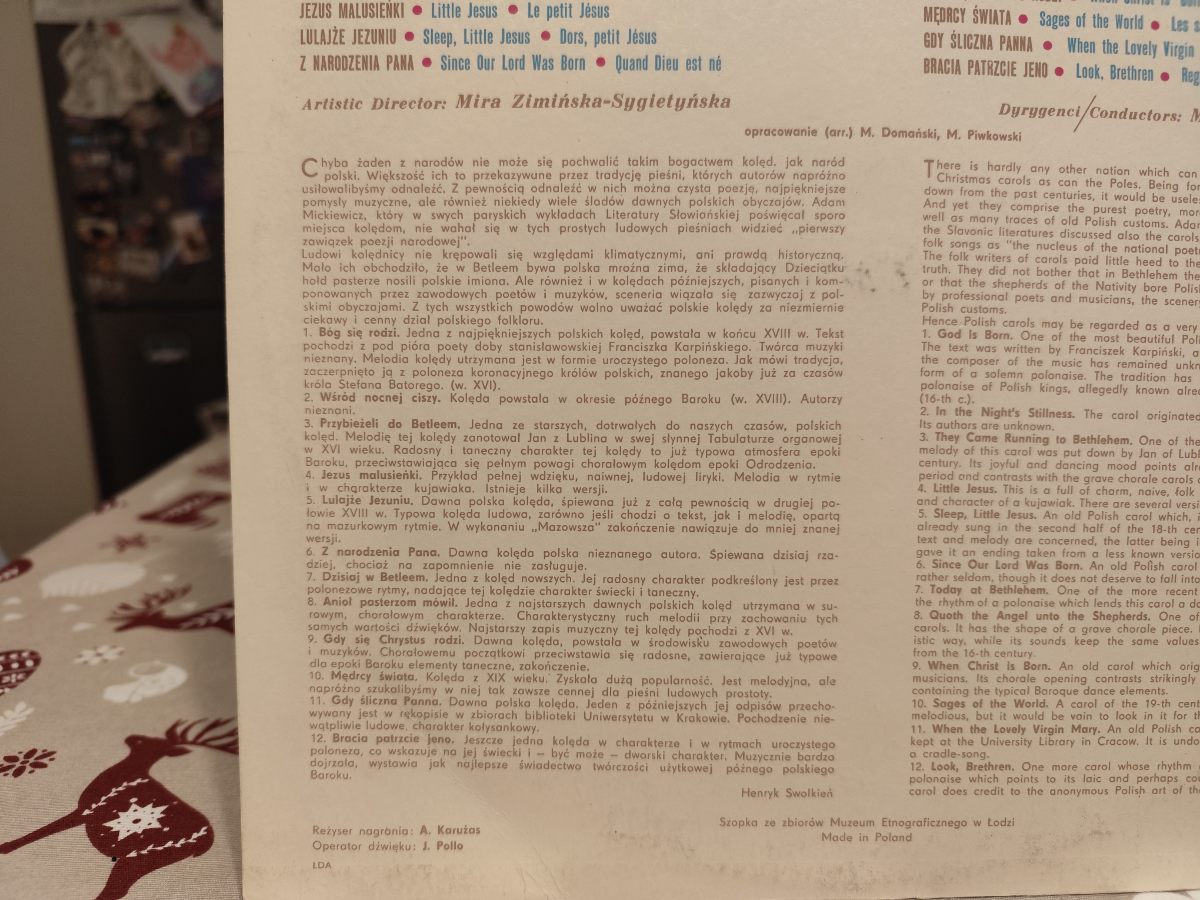 JEZUS MALUSIEŃKI ● Little Jesus ● Le petit Jésus
LULAJŻE JEZUNIU ● Sleep, Little Jesus ● Dors, petit Jésus
Z NARODZENIA PANA ● Since Our Lord Was Born ● Quand Dieu est né
MĘDRCY ŚWIATA ● Sages of the World ● Les
GDY ŚLICZNA PANNA ● When the Lovely Virgin
BRACIA PATRZCIE JENO ● Look, Brethren ●
Artistic Director: Mira Zimińska-Sygietyńska
Dyrygenci/Conductors:
opracowanie (arr.) M. Domański, M. Piwkowski
Chyba żaden z narodów nie może się pochwalić takim bogactwem kolęd. jak naród
polski. Większość ich to przekazywane przez tradycję pieśni, których autorów napróżno
usiłowalibyśmy odnaleźć. Z pewnością odnaleźć w nich można czystą poezję, najpiękniejsze
pomysły muzyczne, ale również niekiedy wiele śladów dawnych polskich obyczajów. Adam
Mickiewicz, który w swych paryskich wykładach Literatury Słowiańskiej poświęcał sporo
miejsca kolędom, nie wahał się w tych prostych ludowych pieśniach widzieć „pierwszy
zawiązek poezji narodowej".
Ludowi kolędnicy nie krępowali się względami klimatycznymi, ani prawdą historyczną.
Mało ich obchodziło, że w Betleem bywa polska mroźna zima, że składający Dzieciątku
hołd pasterze nosili polskie imiona. Ale również i w kolędach późniejszych, pisanych i kom-
ponowanych przez zawodowych poetów i muzyków, sceneria wiązała się zazwyczaj z pol-
skimi obyczajami. Z tych wszystkich powodów wolno uważać polskie kolędy za niezmiernie
ciekawy i cenny dział polskiego folkloru.
1. Bóg się rodzi. Jedna z najpiękniejszych polskich kolęd, powstała w końcu XVIII w. Tekst
pochodzi z pod pióra poety doby stanisławowskiej Franciszka Karpińskiego. Twórca muzyki
nieznany. Melodia kolędy utrzymana jest w formie uroczystego poloneza. Jak mówi tradycja,
zaczerpnięto ją z poloneza koronacyjnego królów polskich, znanego jakoby już za czasów
króla Stefana Batorego. (w. XVI).
2. Wśród nocnej ciszy. Kolęda powstała w okresie późnego Baroku (w. XVIII). Autorzy
nieznani.
3. Przybieżeli do Betleem. Jedna ze starszych, dotrwałych do naszych czasów, polskich
kolęd. Melodię tej kolędy zanotował Jan z Lublina w swej słynnej Tabulaturze organowej
w XVI wieku. Radosny i taneczny charakter tej kolędy to już typowa atmosfera epoki
Baroku, przeciwstawiająca się pełnym powagi chorałowym kolędom epoki Odrodzenia.
4. Jezus malusieńki. Przykład pełnej wdzięku, naiwnej, ludowej liryki. Melodia w rytmie
i w charakterze kujawiaka. Istnieje kilka wersji.
5. Lulajże Jezuniu. Dawna polska kolęda, śpiewana już z całą pewnością w drugiej po-
łowie XVIII w. Typowa kolęda ludowa, zarówno jeśli chodzi o tekst, jak i melodię, opartą
na mazurkowym rytmie. W wykonaniu „Mazowsza" zakończenie nawiązuje do mniej znanej
wersji.
6. Z narodzenia Pana. Dawna kolęda polska nieznanego autora. Śpiewana dzisiaj rza-
dziej, chociaż na zapomnienie nie zasługuje.
7. Dzisiaj w Betleem. Jedna z kolęd nowszych. Jej radosny charakter podkreślony jest przez
polonezowe rytmy, nadające tej kolędzie charakter świecki i taneczny.
8. Anioł pasterzom mówił. Jedna z najstarszych dawnych polskich kolęd utrzymana w su-
rowym, chorałowym charakterze. Charakterystyczny ruch melodii przy zachowaniu tych
samych wartości dźwięków. Najstarszy zapis muzyczny tej kolędy pochodzi z XVI w.
9. Gdy się Chrystus rodzi. Dawna kolęda, powstała w środowisku zawodowych poetów
i muzyków. Chorałowemu początkowi przeciwstawia się radosne, zawierające już typowe
dla epoki Baroku elementy taneczne, zakończenie.
10. Mędrcy świata. Kolęda z XIX wieku. Zyskała dużą popularność. Jest melodyjna, ale
napróżno szukalibyśmy w niej tak zawsze cennej dla pieśni ludowych prostoty.
11. Gdy śliczna Panna. Dawna polska kolęda. Jeden z późniejszych jej odpisów przecho-
wywany jest w rękopisie w zbiorach biblioteki Uniwersytetu w Krakowie. Pochodzenie nie-
wątpliwie ludowe, charakter kołysankowy.
12. Bracia patrzcie jeno. Jeszcze jedna kolęda w charakterze i w rytmach uroczystego
poloneza, co wskazuje na jej świecki i — być może — dworski charakter. Muzycznie bardzo
dojrzała, wystawia jak najlepsze świadectwo twórczości użytkowej późnego polskiego
Baroku.
Henryk Swolkień
There is hardly any other nation which can
Christmas carols as can the Poles. Being
down from the past centuries, it would be
And yet they comprise the purest poetry,
well as many traces of old Polish customs.
the Slavonic literatures discussed also the carols
folk songs as "the nucleus of the national
The folk writers of carols paid little heed to the
truth. They did not bother that in Bethlehem
or that the shepherds of the Nativity bore
by professional poets and musicians, the
Polish customs.
Hence Polish carols may be regarded as a very
1. God Is Born. One of the most beautiful
The text was written by Franciszek Karpiński,
the composer of the music has remained
form of a solemn polonaise. The tradition has
polonaise of Polish kings, allegedly known
(16-th c.).
2. In the Night's Stillness. The carol originated
Its authors are unknown.
3. They Came Running to Bethlehem. One of the
melody of this carol was put down by Jan of
century. Its joyful and dancing mood points
period and contrasts with the grave chorale carols
4. Little Jesus. This is a full of charm, naive, folk
and character of a kujawiak. There are several
5. Sleep, Little Jesus. An old Polish carol which,
already sung in the second half of the 18-th
text and melody are concerned, the latter being
gave it an ending taken from a less known
6. Since Our Lord Was Born. An old Polish carol
rather seldom, though it does not deserve to fall
7. Today at Bethlehem. One of the more recent
the rhythm of a polonaise which lends this carol a
8. Quoth the Angel unto the Shepherds. One of
carols. It has the shape of a grave chorale piece.
istic way, while its sounds keep the same values
from the 16-th century.
9. When Christ is Born. An old carol which
musicians. Its chorale opening contrasts strikingly
containing the typical Baroque dance elements.
10. Sages of the World. A carol of the 19-th
melodious, but it would be vain to look in it for
11. When the Lovely Virgin Mary. An old Polish
kept at the University Library in Cracow. It is
a cradle-song.
12. Look, Brethren. One more carol whose rhythm
polonaise which points to its laic and perhaps
carol does credit to the anonymous Polish art of
Szopka ze zbiorów Muzeum Etnograficznego w Łodzi
Made in Poland
Reżyser nagrania: A. Karużas
Operator dźwięku: J. Pollo
LDA